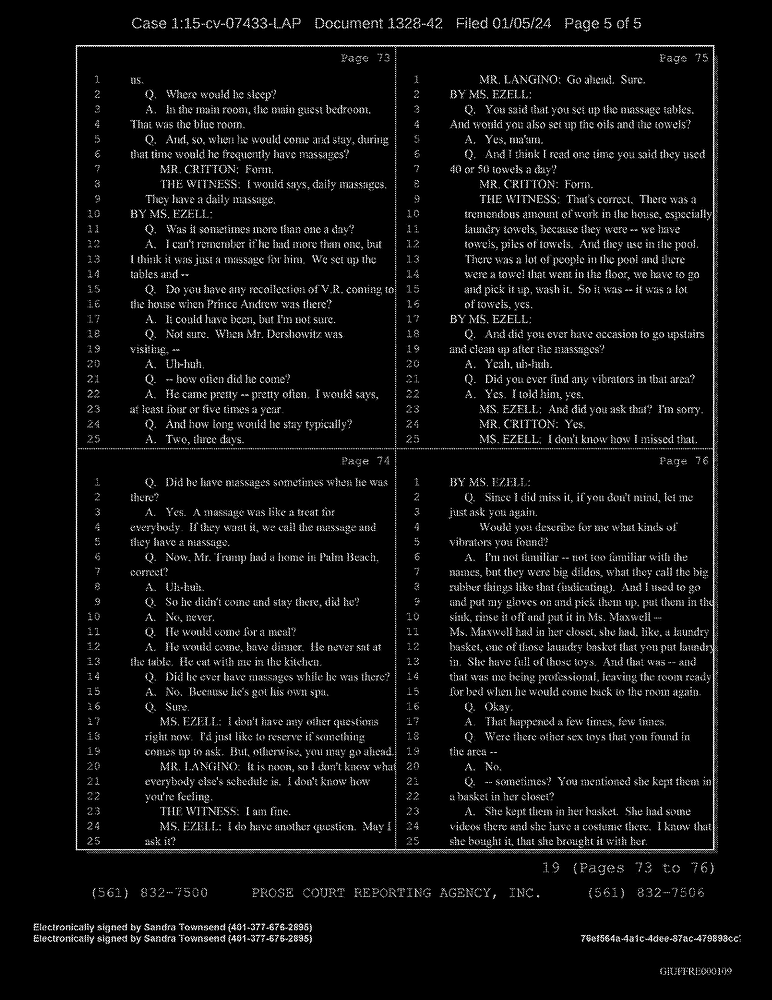 Case 1:15-cv-07433-LAP Document 1328-42 Filed 01/05/24 Page 5 of 5
Page 73
1 us.
2 Q. Where would he sleep?
3 A. In the main room, the main guest bedroom.
4 That was the blue room.
5 Q. And, so, when he would come and stay, during
6 that time would he frequently have massages?
7 MR. CRITTON: Form.
8 THE WITNESS: I would says, daily massages.
9 They have a daily massage.
10 BY MS. EZELL:
11 Q. Was it sometimes more than one a day?
12 A. I can't remember if he had more than one, but
13 I think it was just a massage for him. We set up the
14 tables and --
15 Q. Do you have any recollection of V.R. coming to
16 the house when Prince Andrew was there?
17 A. It could have been, but I'm not sure.
18 Q. Not sure. When Mr. Dershowitz was
19 visiting, --
20 A. Uh-huh.
21 Q. -- how often did he come?
22 A. He came pretty -- pretty often. I would says,
23 at least four or five times a year.
24 Q. And how long would he stay typically?
25 A. Two, three days.
Page 74
1 Q. Did he have massages sometimes when he was
2 there?
3 A. Yes. A massage was like a treat for
4 everybody. If they want it, we call the massage and
5 they have a massage.
6 Q. Now, Mr. Trump had a home in Palm Beach,
7 correct?
8 A. Uh-huh.
9 Q. So he didn't come and stay there, did he?
10 A. No, never.
11 Q. He would come for a meal?
12 A. He would come, have dinner. He never sat at
13 the table. He eat with me in the kitchen.
14 Q. Did he ever have massages while he was there?
15 A. No. Because he's got his own spa.
16 Q. Sure.
17 MS. EZELL: I don't have any other questions
18 right now. I'd just like to reserve if something
19 comes up to ask. But, otherwise, you may go ahead.
20 MR. LANGINO: It is noon, so I don't know what
21 everybody else's schedule is. I don't know how
22 you're feeling.
23 THE WITNESS: I am fine.
24 MS. EZELL: I do have another question. May I
25 ask it?
Page 75
1 MR. LANGINO: Go ahead. Sure.
2 BY MS. EZELL:
3 Q. You said that you set up the massage tables.
4 And would you also set up the oils and the towels?
5 A. Yes, ma'am.
6 Q. And I think I read one time you said they used
7 40 or 50 towels a day?
8 MR. CRITTON: Form.
9 THE WITNESS: That's correct. There was a
10 tremendous amount of work in the house, especially
11 laundry towels, because they were -- we have
12 towels, piles of towels. And they use in the pool.
13 There was a lot of people in the pool and there
14 were a towel that went in the floor, we have to go
15 and pick it up, wash it. So it was -- it was a lot
16 of towels, yes.
17 BY MS. EZELL:
18 Q. And did you ever have occasion to go upstairs
19 and clean up after the massages?
20 A. Yeah, uh-huh.
21 Q. Did you ever find any vibrators in that area?
22 A. Yes. I told him, yes.
23 MS. EZELL: And did you ask that? I'm sorry.
24 MR. CRITTON: Yes.
25 MS. EZELL: I don't know how I missed that.
Page 76
1 BY MS. EZELL:
2 Q. Since I did miss it, if you don't mind, let me
3 just ask you again.
4 Would you describe for me what kinds of
5 vibrators you found?
6 A. I'm not familiar -- not too familiar with the
7 names, but they were big dildos, what they call the big
8 rubber things like that (indicating). And I used to go
9 and put my gloves on and pick them up, put them in the
10 sink, rinse it off and put it in Ms. Maxwell --
11 Ms. Maxwell had in her closet, she had, like, a laundry
12 basket, one of those laundry basket that you put laundry
13 in. She have full of those toys. And that was -- and
14 that was me being professional, leaving the room ready
15 for bed when he would come back to the room again.
16 Q. Okay.
17 A. That happened a few times, few times.
18 Q. Were there other sex toys that you found in
19 the area --
20 A. No.
21 Q. -- sometimes? You mentioned she kept them in
22 a basket in her closet?
23 A. She kept them in her basket. She had some
24 videos there and she have a costume there. I know that
25 she bought it, that she brought it with her.
19 (Pages 73 to 76)
(561) 832-7500 PROSE COURT REPORTING AGENCY, INC. (561) 832-7506
Electronically signed by Sandra Townsend (401-377-676-2895)
Electronically signed by Sandra Townsend (401-377-676-2895)
76ef564a-4a1c-4dee-87ac-479898cc
GIUFFRE000109